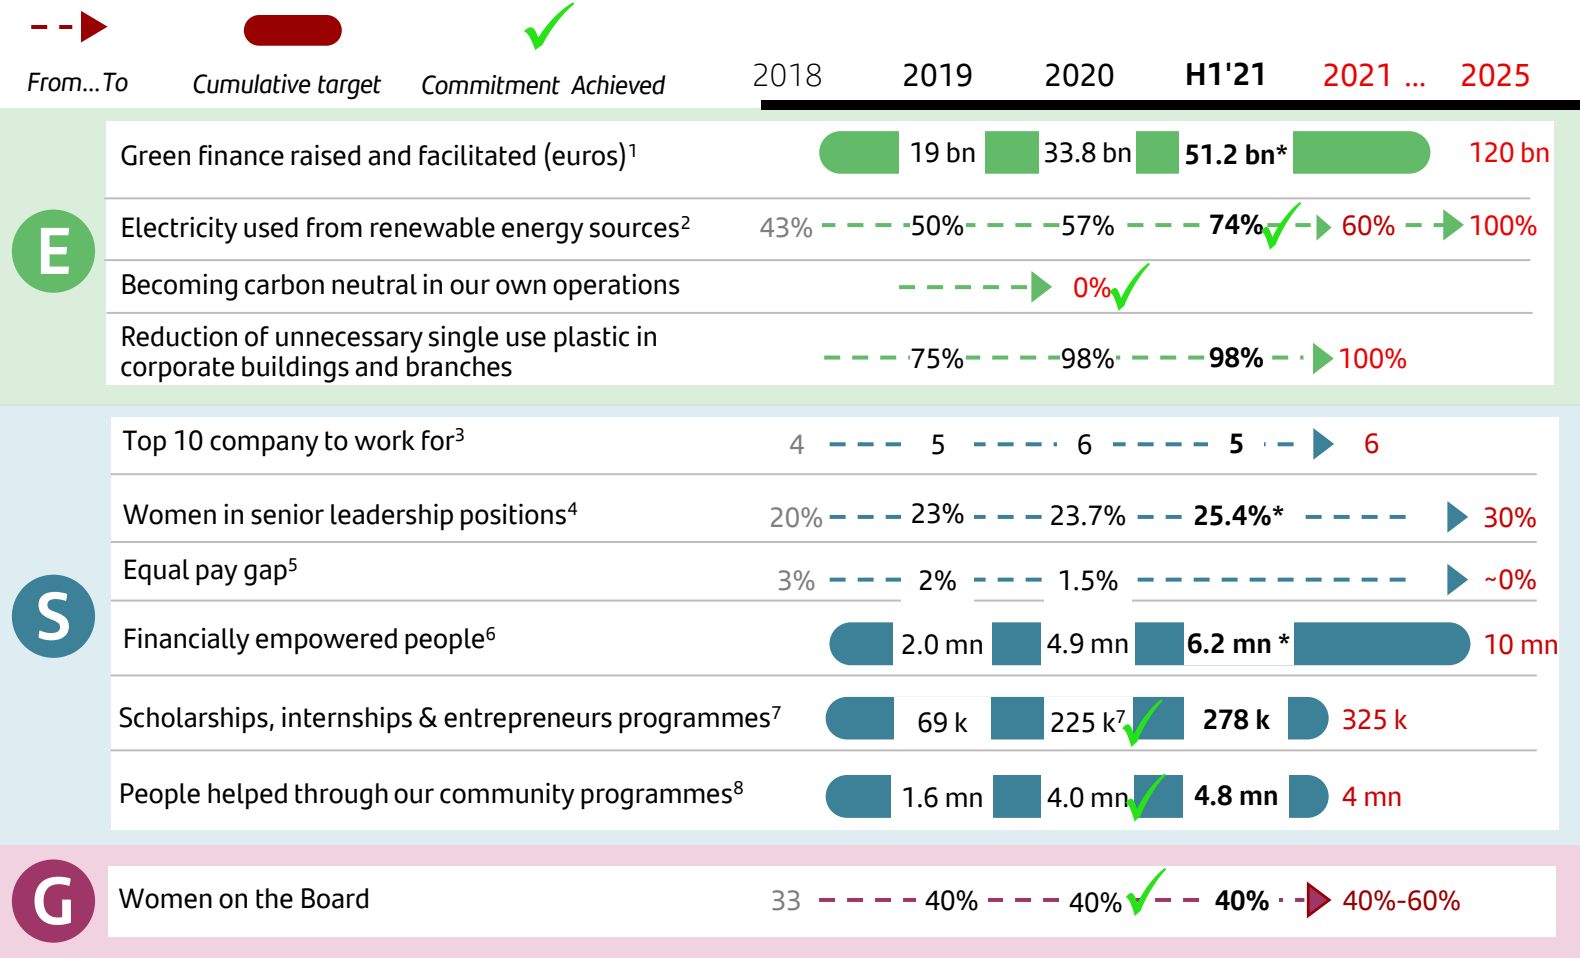 From...To Cumulative target Commitment Achieved
2018 2019 2020 H1'21 2021 ... 2025
E
Green finance raised and facilitated (euros)1 19 bn 33.8 bn 51.2 bn* 120 bn
Electricity used from renewable energy sources2 43% 50% 57% 74% 60% 100%
Becoming carbon neutral in our own operations 0%
Reduction of unnecessary single use plastic in
corporate buildings and branches 75% 98% 98% 100%
S
Top 10 company to work for3 4 5 6 5 6
Women in senior leadership positions4 20% 23% 23.7% 25.4%* 30%
Equal pay gap5 3% 2% 1.5% ~0%
Financially empowered people6 2.0 mn 4.9 mn 6.2 mn * 10 mn
Scholarships, internships & entrepreneurs programmes7 69 k 225 k7 278 k 325 k
People helped through our community programmes8 1.6 mn 4.0 mn 4.8 mn 4 mn
G
Women on the Board 33 40% 40% 40% 40%-60%